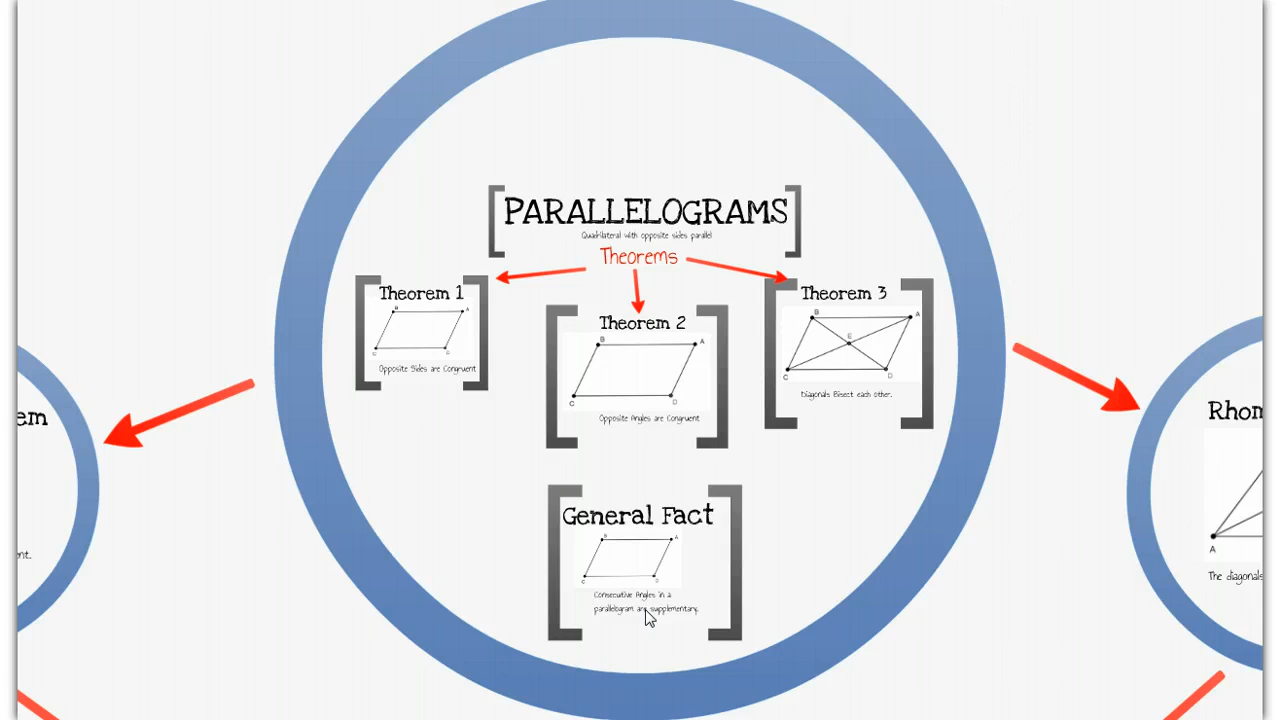 PARALLELOGRAMS
Quadrilateral with opposite sides parallel
Theorems
Theorem 1
B A
C D
Opposite Sides are Congruent
Theorem 2
B A
C D
Opposite Angles are Congruent
Theorem 3
B A
E
C D
Diagonals Bisect each other.
General Fact
B A
C D
Consecutive Angles in a
parallelogram are supplementary.
em
nt.
Rhom
A
The diagonals